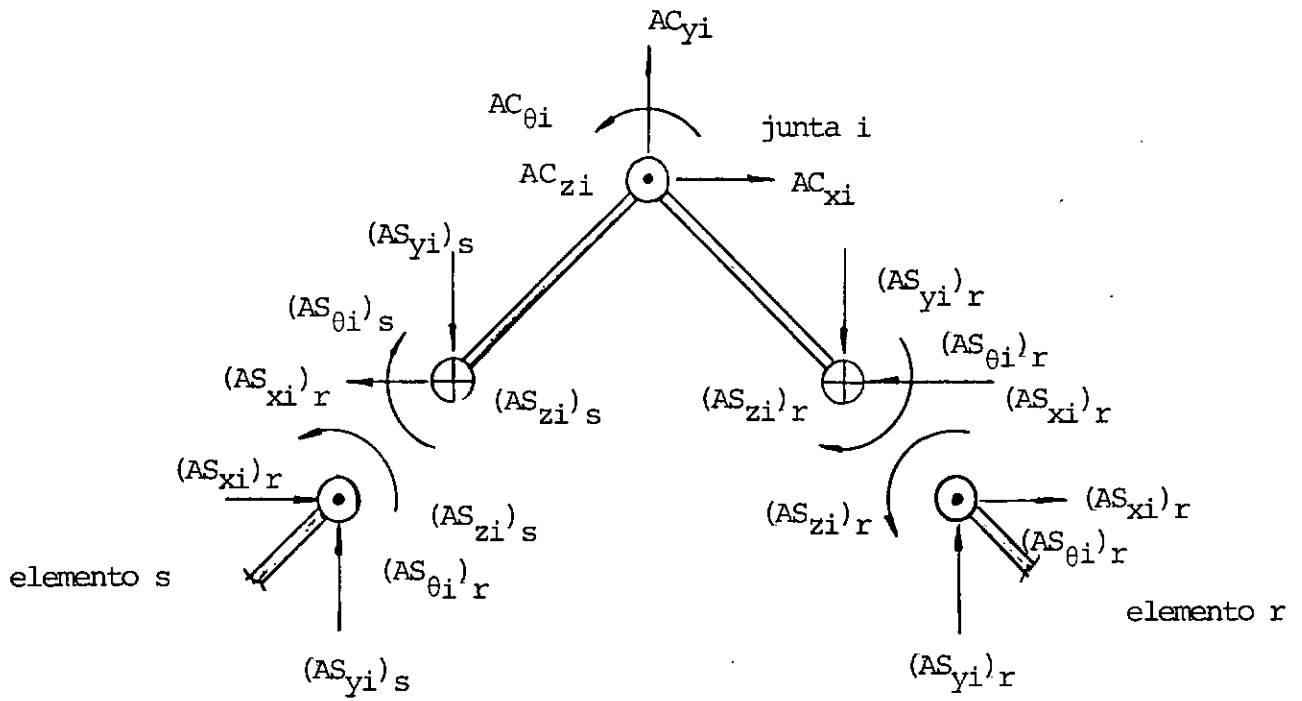 AC_yi
AC_θi
junta i
AC_zi
AC_xi
(AS_yi)_s
(AS_yi)_r
(AS_θi)_s
(AS_θi)_r
(AS_xi)_r
(AS_zi)_s
(AS_zi)_r
(AS_xi)_r
(AS_xi)_r
(AS_zi)_s
(AS_zi)_r
(AS_xi)_r
(AS_θi)_r
(AS_θi)_r
elemento s
elemento r
(AS_yi)_s
(AS_yi)_r